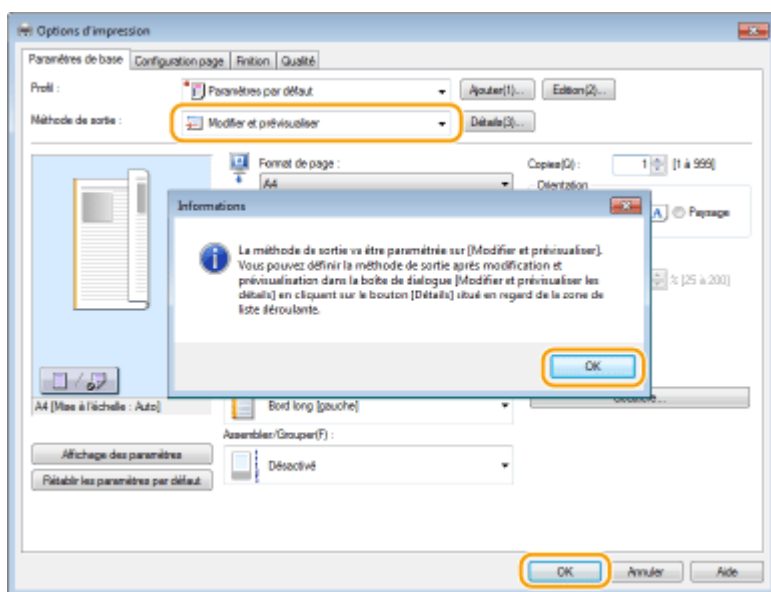 Options d'impression
Paramètres de base Configuration page Finition Qualité
Profil : Paramètres par défaut Ajouter(1)... Edition(2)...
Méthode de sortie : Modifier et prévisualiser Détails(3)...
Format de page : Copies(Q) : 1 [1 à 999]
A4 Orientation
Informations
A Paysage
La méthode de sortie va être paramétrée sur [Modifier et prévisualiser].
Vous pouvez définir la méthode de sortie après modification et
prévisualisation dans la boîte de dialogue [Modifier et prévisualiser les
détails] en cliquant sur le bouton [Détails] situé en regard de la zone de
liste déroulante.
% [25 à 200]
OK
A4 [Mise à l'échelle : Auto] Bord long [gauche]
Assembler/Grouper(F) :
Affichage des paramètres Désactivé
Rétablir les paramètres par défaut
OK Annuler Aide